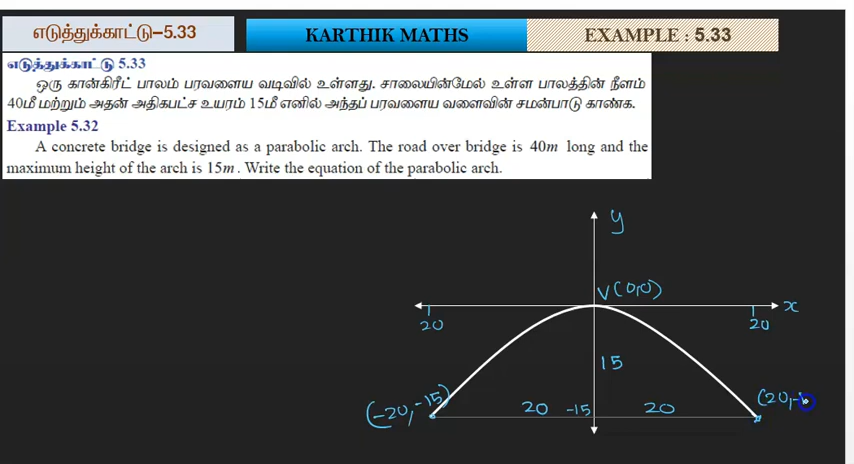 எடுத்துக்காட்டு-5.33
KARTHIK MATHS
EXAMPLE : 5.33
எடுத்துக்காட்டு 5.33
ஒரு கான்கிரீட் பாலம் பரவளைய வடிவில் உள்ளது. சாலையின்மேல் உள்ள பாலத்தின் நீளம்
40மீ மற்றும் அதன் அதிகபட்ச உயரம் 15மீ எனில் அந்தப் பரவளைய வளைவின் சமன்பாடு காண்க.
Example 5.32
A concrete bridge is designed as a parabolic arch. The road over bridge is 40m long and the
maximum height of the arch is 15m. Write the equation of the parabolic arch.
y
V(0,0)
x
20
20
15
(-20,-15)
20
-15
20
(20,-